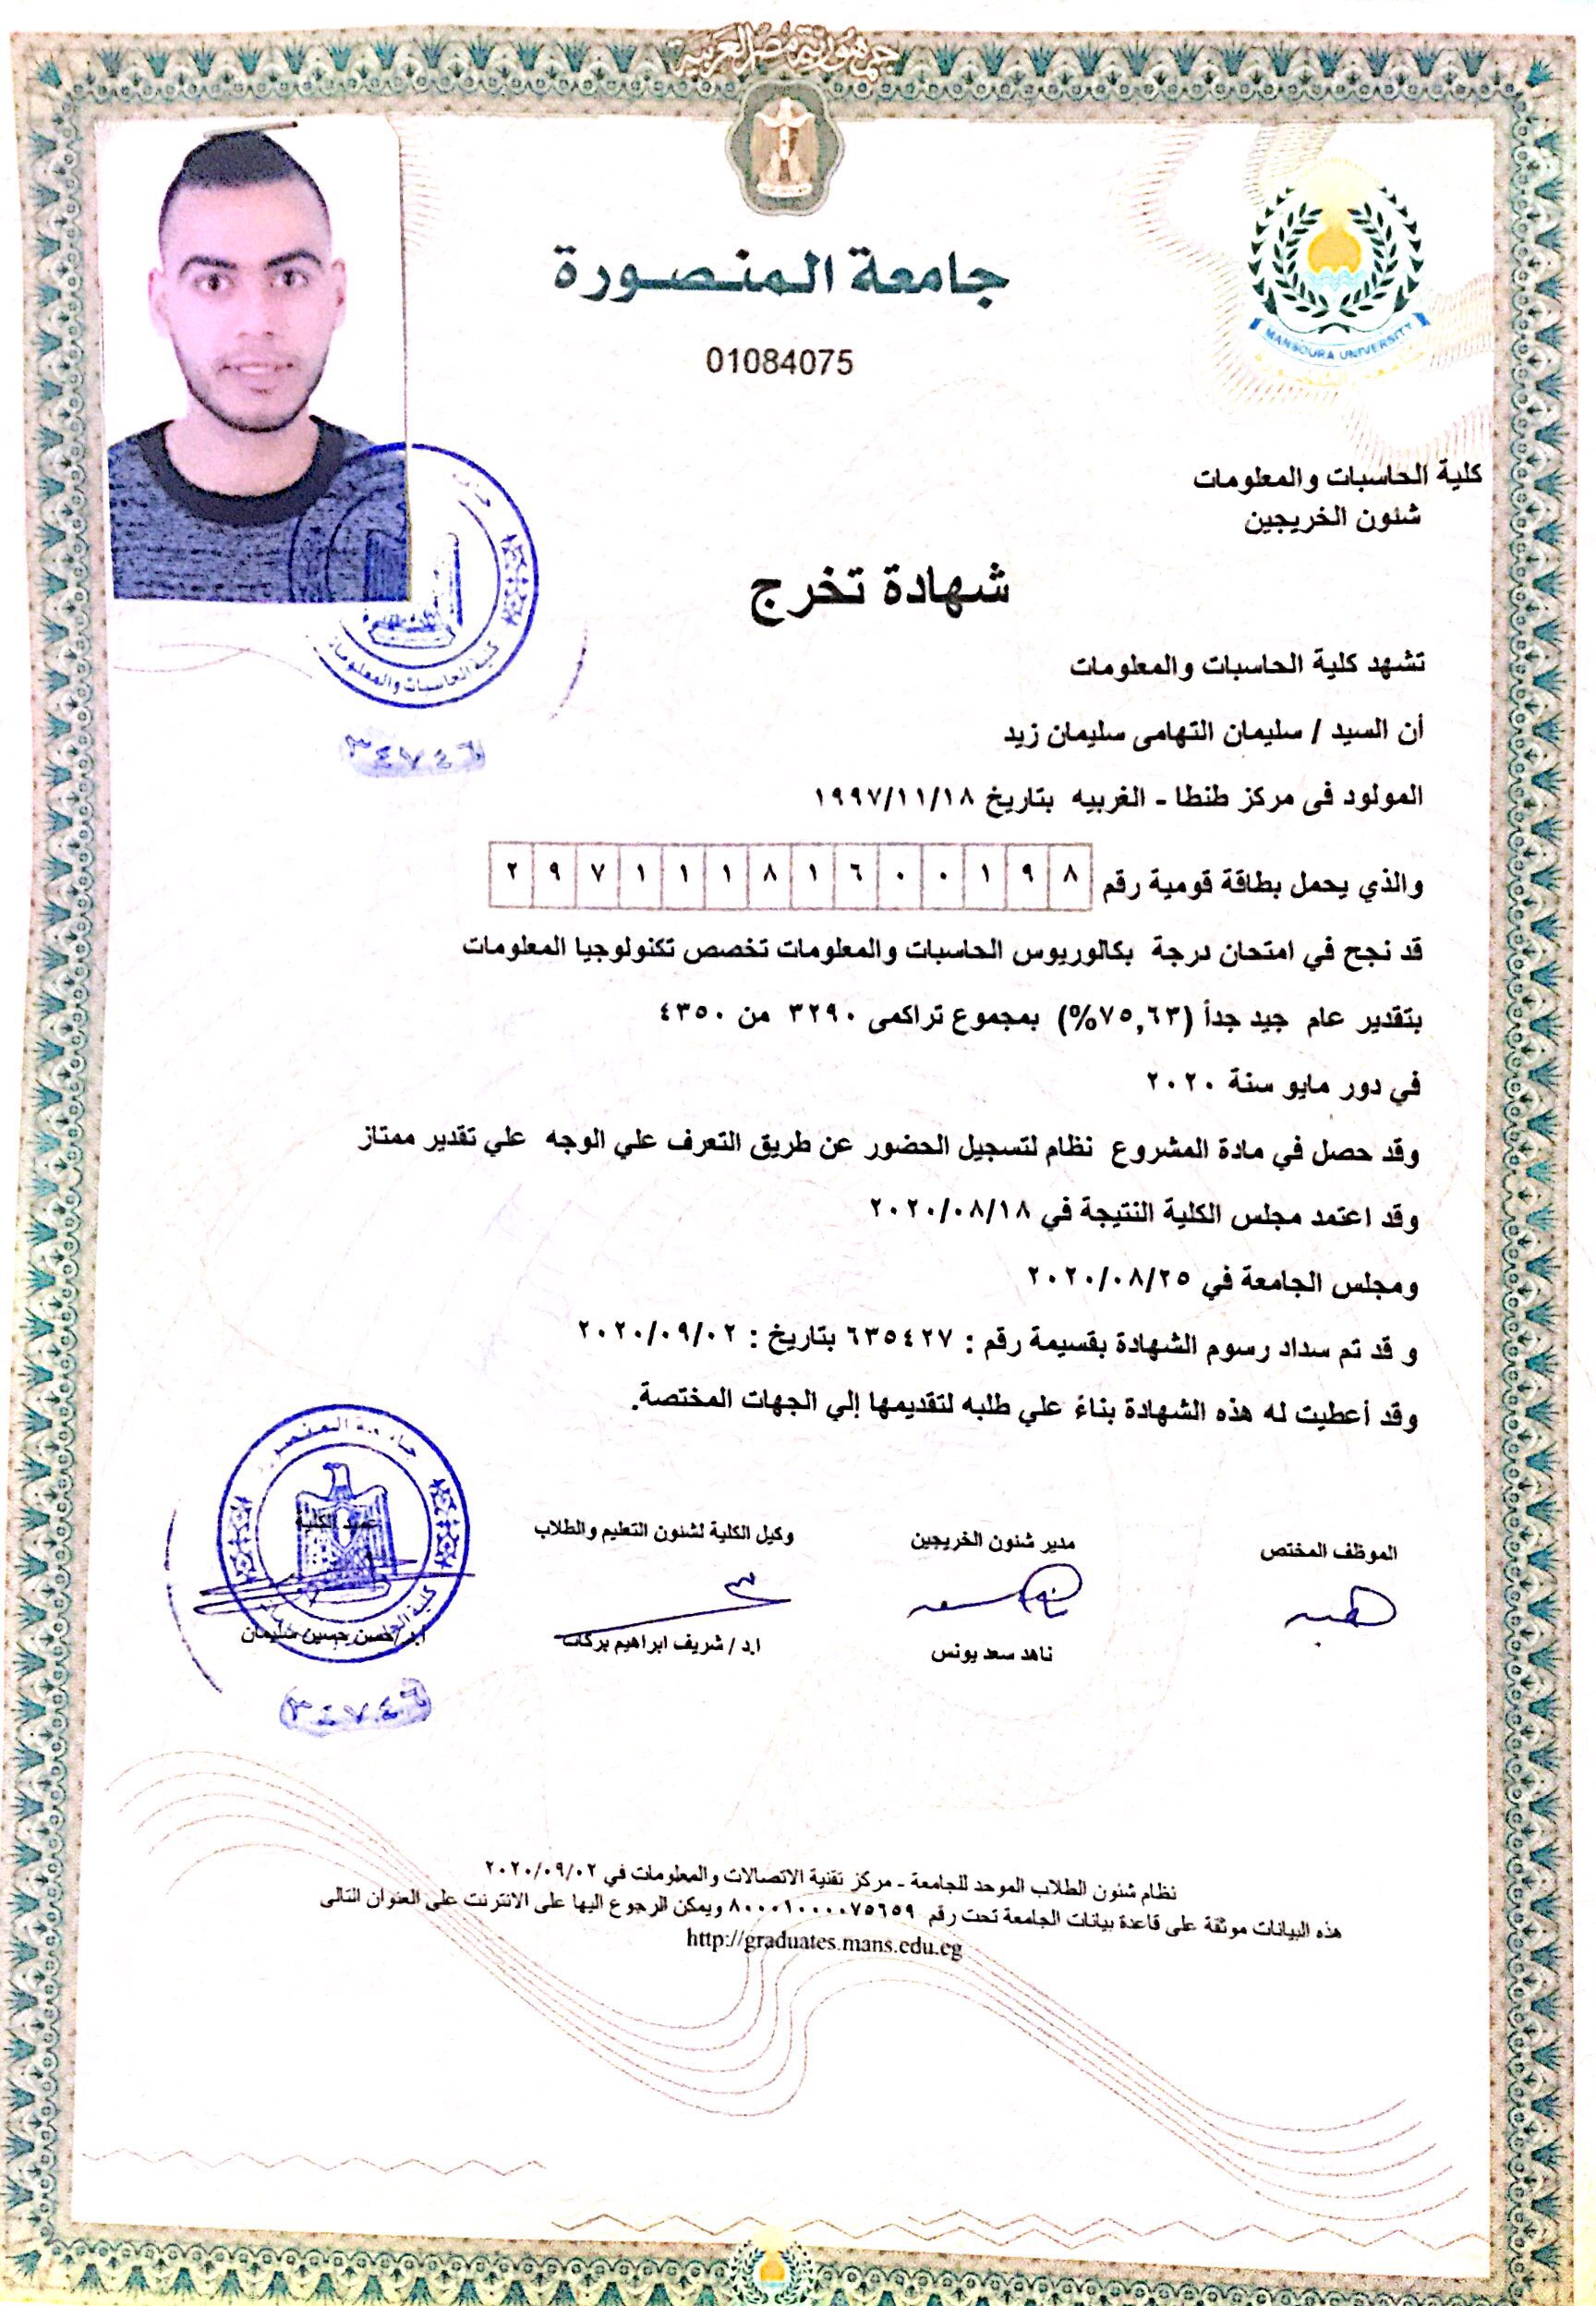 جمهورية مصر العربية
جامعة المنصورة
01084075
MANSOURA UNIVERSITY
كلية الحاسبات والمعلومات
شئون الخريجين
شهادة تخرج
تشهد كلية الحاسبات والمعلومات
أن السيد / سليمان التهامى سليمان زيد
المولود فى مركز طنطا - الغربيه بتاريخ ١٩٩٧/١١/١٨
والذي يحمل بطاقة قومية رقم ٢ ٩ ٧ ١ ١ ١ ٨ ١ ٦ ٠ ٠ ١ ٩ ٨
قد نجح في امتحان درجة بكالوريوس الحاسبات والمعلومات تخصص تكنولوجيا المعلومات
بتقدير عام جيد جدأ (٧٥,٦٣%) بمجموع تراكمى ٣٢٩٠ من ٤٣٥٠
في دور مايو سنة ٢٠٢٠
وقد حصل في مادة المشروع نظام لتسجيل الحضور عن طريق التعرف علي الوجه علي تقدير ممتاز
وقد اعتمد مجلس الكلية النتيجة في ٢٠٢٠/٠٨/١٨
ومجلس الجامعة في ٢٠٢٠/٠٨/٢٥
و قد تم سداد رسوم الشهادة بقسيمة رقم : ٦٣٥٤٢٧ بتاريخ : ٢٠٢٠/٠٩/٠٢
وقد أعطيت له هذه الشهادة بناءً علي طلبه لتقديمها إلي الجهات المختصة.
كلية الحاسبات والمعلومات
٣٤٧٤٦
الموظف المختص
مدير شئون الخريجين
وكيل الكلية لشئون التعليم والطلاب
عميد الكلية
ناهد سعد يونس
ا.د / شريف ابراهيم بركات
ا.د / حسن حسين سليمان
جامعة المنصورة
٣٤٧٤٦
نظام شئون الطلاب الموحد للجامعة - مركز تقنية الاتصالات والمعلومات في ٢٠٢٠/٠٩/٠٢
هذه البيانات موثقة على قاعدة بيانات الجامعة تحت رقم ٨٠٠٠١٠٠٠٠٧٥٦٥٩ ويمكن الرجوع اليها على الانترنت على العنوان التالى
http://graduates.mans.edu.eg